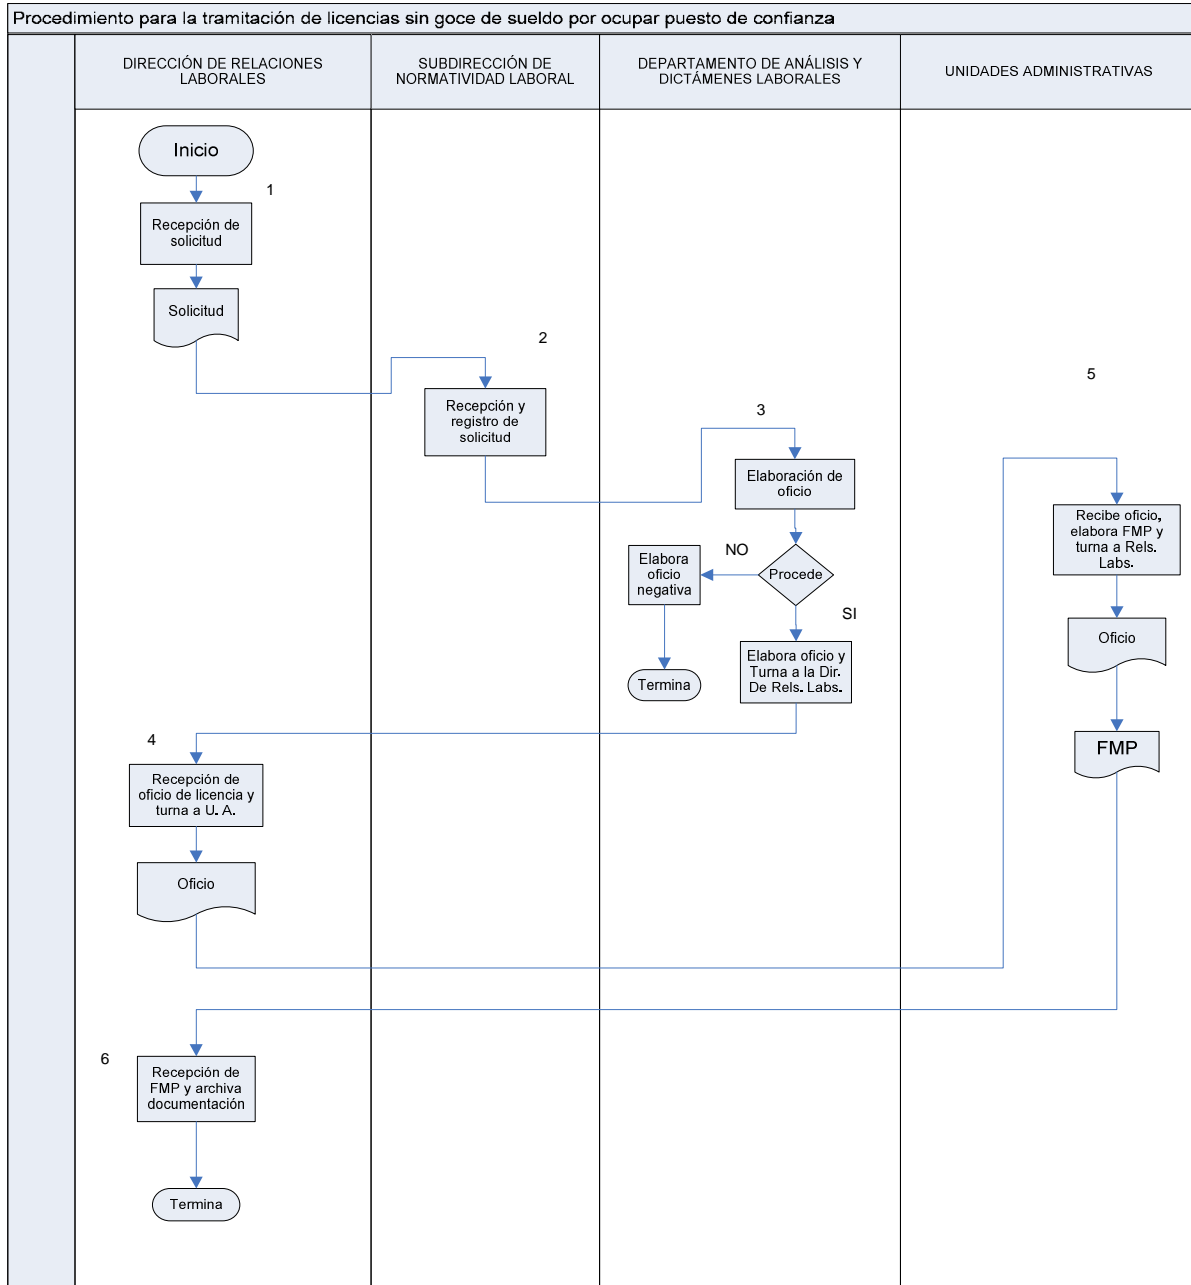 Procedimiento para la tramitación de licencias sin goce de sueldo por ocupar puesto de confianza
DIRECCIÓN DE RELACIONES
LABORALES
SUBDIRECCIÓN DE
NORMATIVIDAD LABORAL
DEPARTAMENTO DE ANÁLISIS Y
DICTÁMENES LABORALES
UNIDADES ADMINISTRATIVAS
Inicio
1
Recepción de
solicitud
Solicitud
2
Recepción y
registro de
solicitud
3
Elaboración de
oficio
Procede
NO
Elabora
oficio
negativa
Termina
SI
Elabora oficio y
Turna a la Dir.
De Rels. Labs.
4
Recepción de
oficio de licencia y
turna a U. A.
Oficio
5
Recibe oficio,
elabora FMP y
turna a Rels.
Labs.
Oficio
FMP
6
Recepción de
FMP y archiva
documentación
Termina